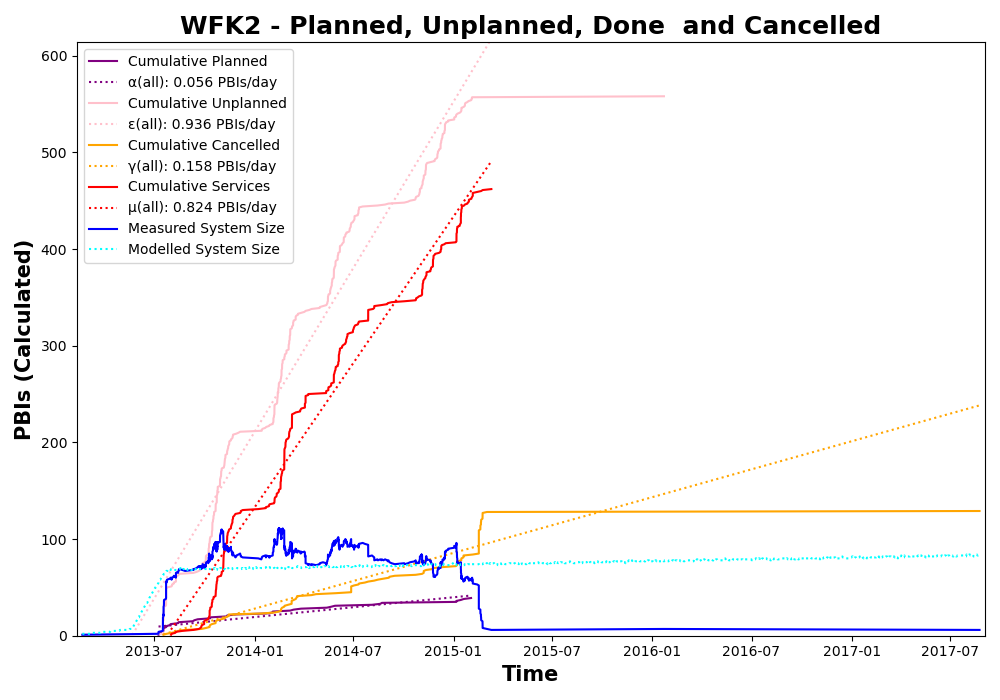 WFK2 - Planned, Unplanned, Done  and Cancelled
PBIs (Calculated)
600
500
400
300
200
100
0
Cumulative Planned
α(all): 0.056 PBIs/day
Cumulative Unplanned
ε(all): 0.936 PBIs/day
Cumulative Cancelled
γ(all): 0.158 PBIs/day
Cumulative Services
μ(all): 0.824 PBIs/day
Measured System Size
Modelled System Size
2013-07 2014-01 2014-07 2015-01 2015-07 2016-01 2016-07 2017-01 2017-07
Time